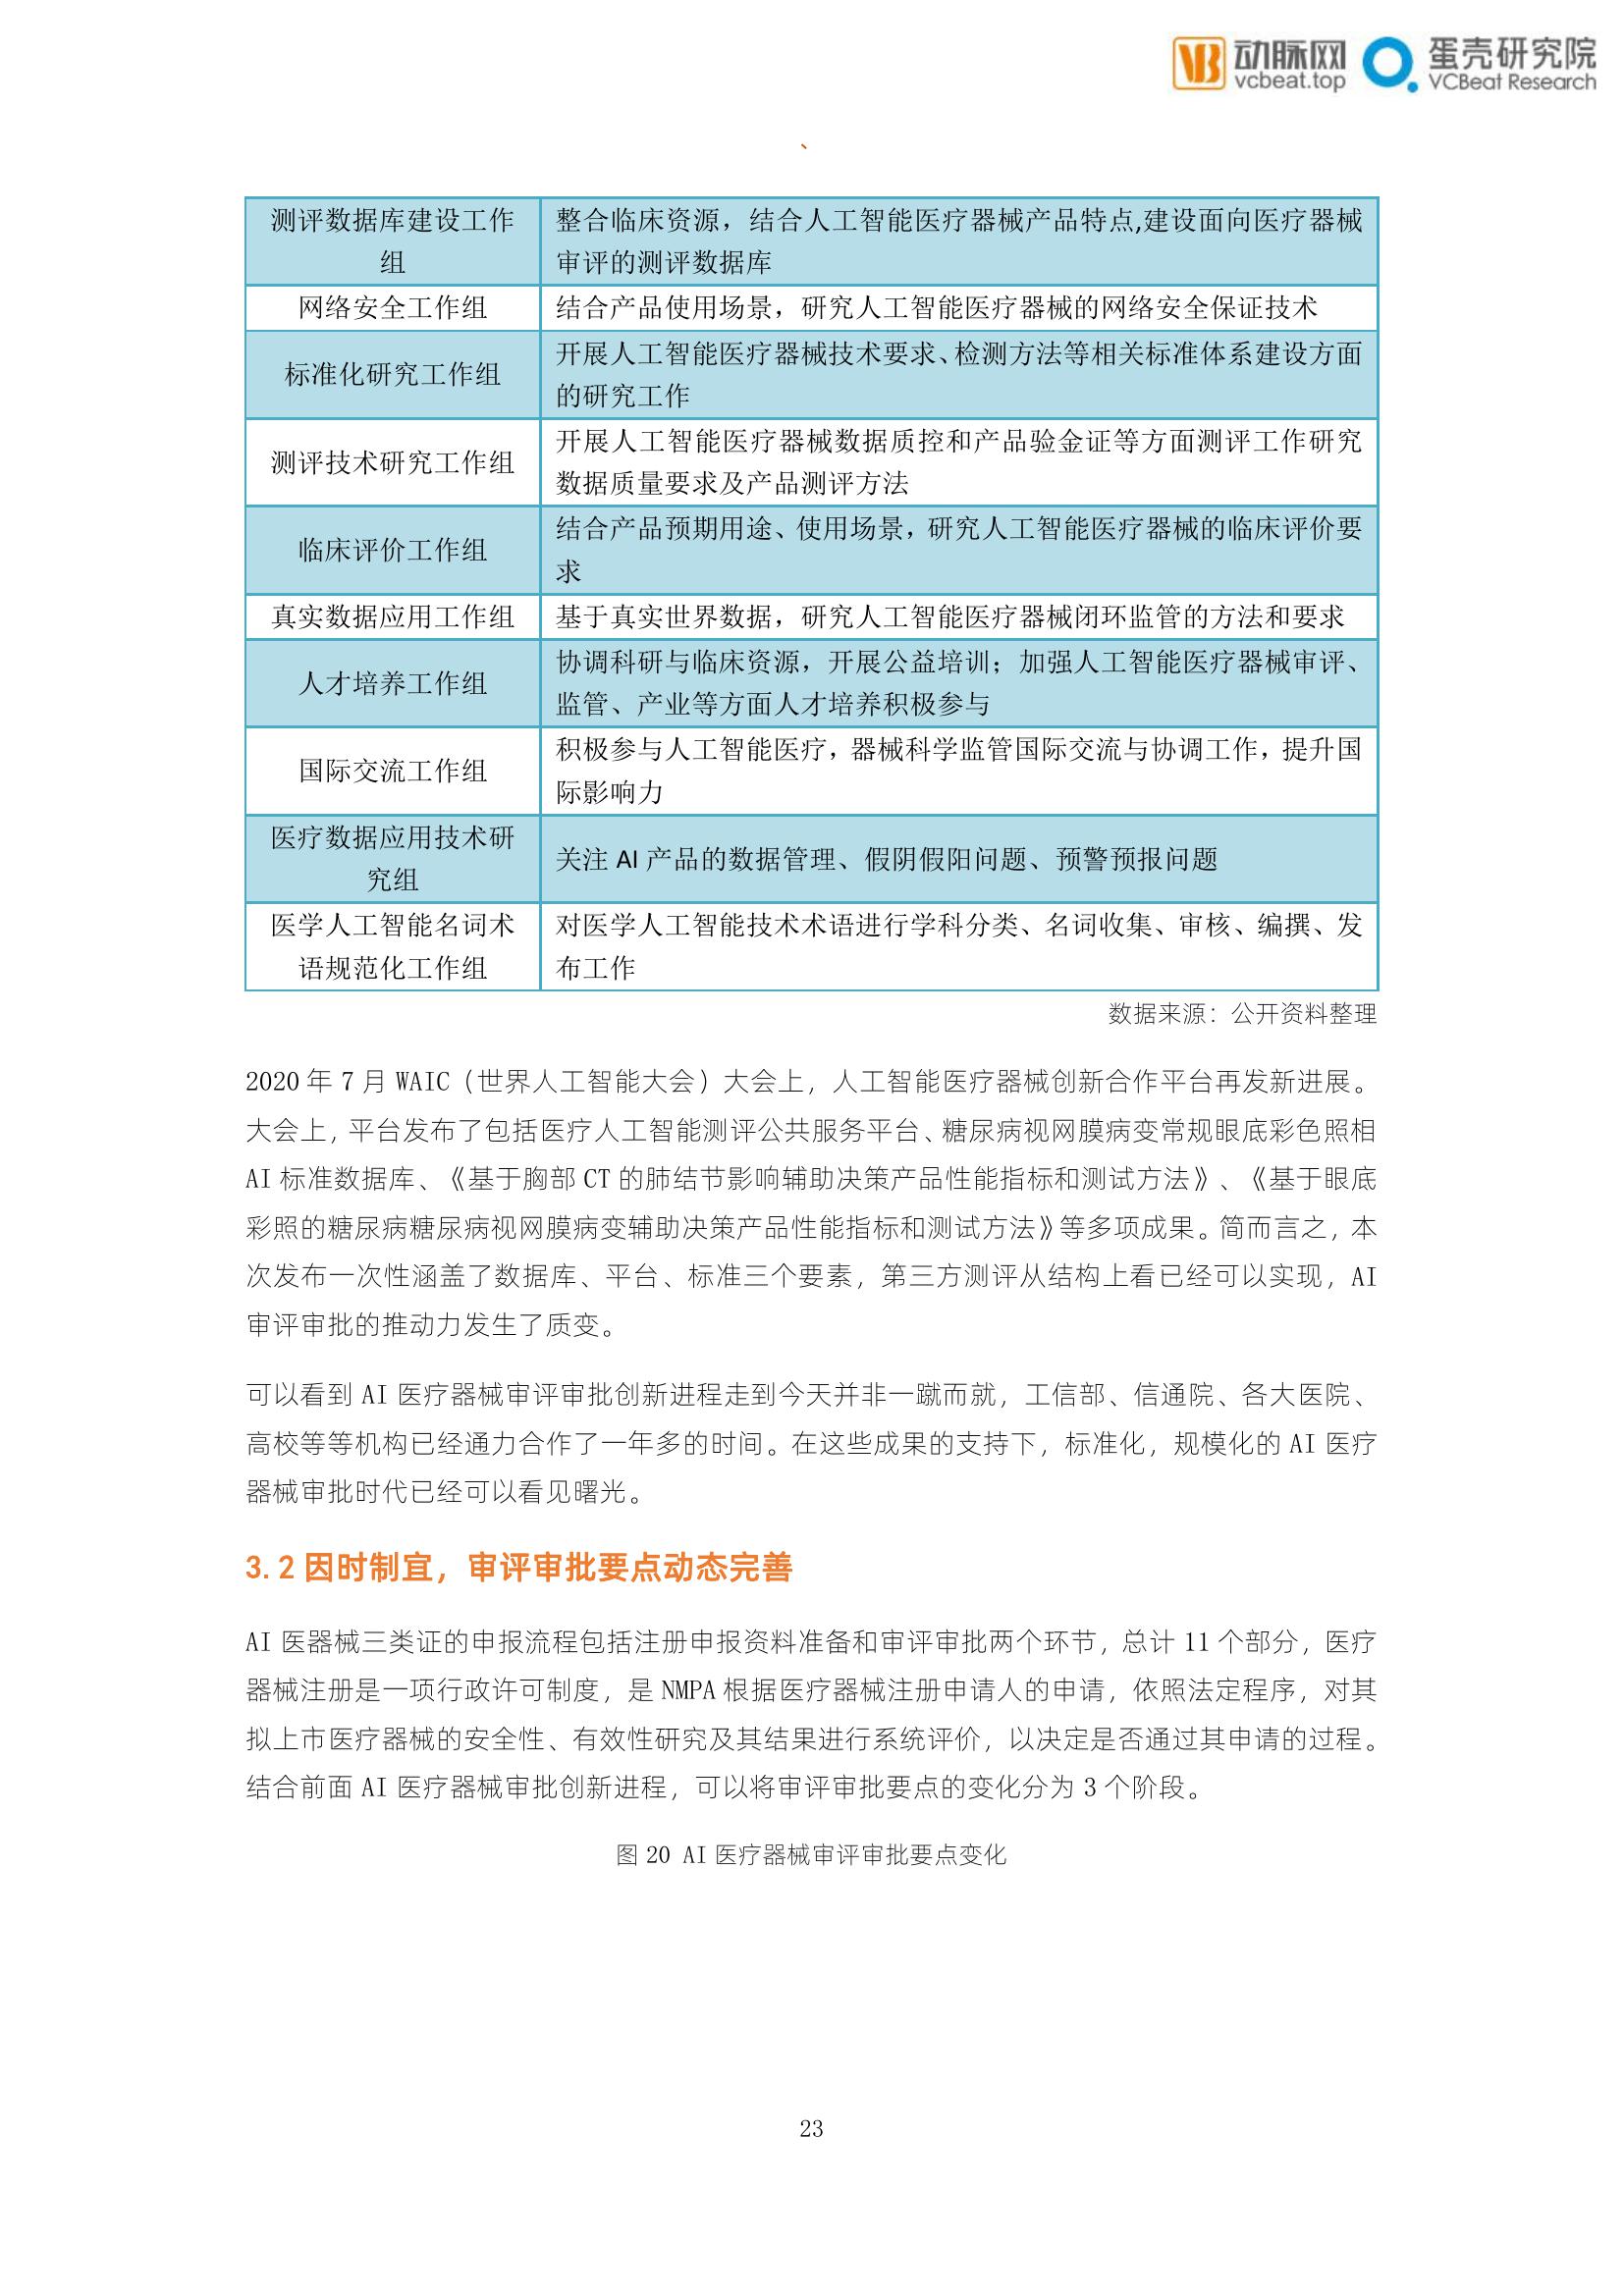 动脉网
vcbeat.top
蛋壳研究院
VCBeat Research
、
测评数据库建设工作
组
整合临床资源，结合人工智能医疗器械产品特点,建设面向医疗器械
审评的测评数据库
网络安全工作组
结合产品使用场景，研究人工智能医疗器械的网络安全保证技术
标准化研究工作组
开展人工智能医疗器械技术要求、检测方法等相关标准体系建设方面
的研究工作
测评技术研究工作组
开展人工智能医疗器械数据质控和产品验金证等方面测评工作研究
数据质量要求及产品测评方法
临床评价工作组
结合产品预期用途、使用场景，研究人工智能医疗器械的临床评价要
求
真实数据应用工作组
基于真实世界数据，研究人工智能医疗器械闭环监管的方法和要求
人才培养工作组
协调科研与临床资源，开展公益培训；加强人工智能医疗器械审评、
监管、产业等方面人才培养积极参与
国际交流工作组
积极参与人工智能医疗，器械科学监管国际交流与协调工作，提升国
际影响力
医疗数据应用技术研
究组
关注 AI 产品的数据管理、假阴假阳问题、预警预报问题
医学人工智能名词术
语规范化工作组
对医学人工智能技术术语进行学科分类、名词收集、审核、编撰、发
布工作
数据来源：公开资料整理
2020 年 7 月 WAIC（世界人工智能大会）大会上，人工智能医疗器械创新合作平台再发新进展。
大会上，平台发布了包括医疗人工智能测评公共服务平台、糖尿病视网膜病变常规眼底彩色照相
AI 标准数据库、《基于胸部 CT 的肺结节影响辅助决策产品性能指标和测试方法》、《基于眼底
彩照的糖尿病糖尿病视网膜病变辅助决策产品性能指标和测试方法》等多项成果。简而言之，本
次发布一次性涵盖了数据库、平台、标准三个要素，第三方测评从结构上看已经可以实现，AI
审评审批的推动力发生了质变。
可以看到 AI 医疗器械审评审批创新进程走到今天并非一蹴而就，工信部、信通院、各大医院、
高校等等机构已经通力合作了一年多的时间。在这些成果的支持下，标准化，规模化的 AI 医疗
器械审批时代已经可以看见曙光。
3.2 因时制宜，审评审批要点动态完善
AI 医器械三类证的申报流程包括注册申报资料准备和审评审批两个环节，总计 11 个部分，医疗
器械注册是一项行政许可制度，是 NMPA 根据医疗器械注册申请人的申请，依照法定程序，对其
拟上市医疗器械的安全性、有效性研究及其结果进行系统评价，以决定是否通过其申请的过程。
结合前面 AI 医疗器械审批创新进程，可以将审评审批要点的变化分为 3 个阶段。
图 20 AI 医疗器械审评审批要点变化
23